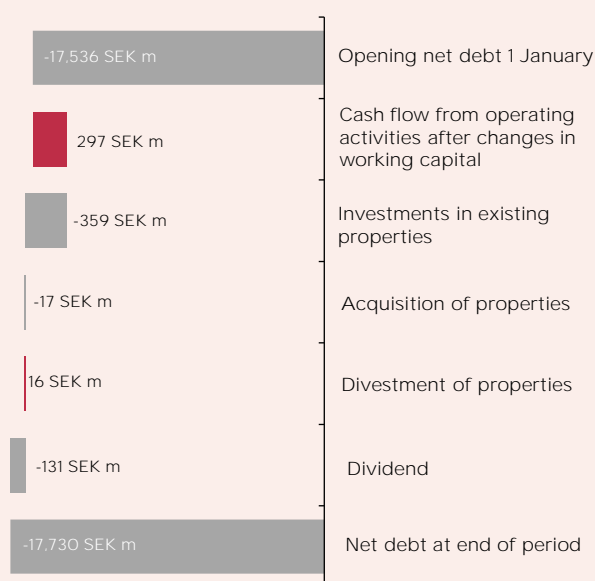 -17,536 SEK m
Opening net debt 1 January
297 SEK m
Cash flow from operating
activities after changes in
working capital
-359 SEK m
Investments in existing
properties
-17 SEK m
Acquisition of properties
16 SEK m
Divestment of properties
-131 SEK m
Dividend
-17,730 SEK m
Net debt at end of period